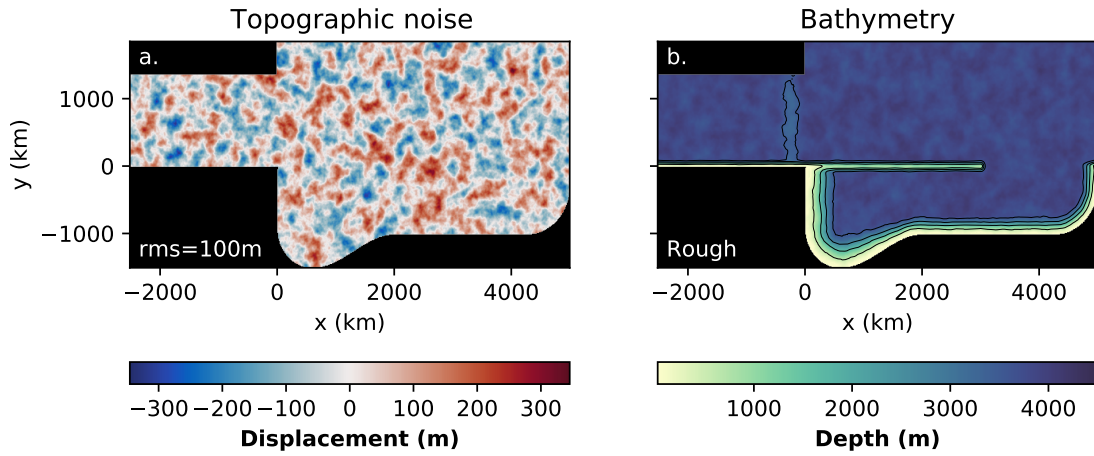 Topographic noise
Bathymetry
a.
b.
1000
0
−1000
y (km)
rms=100m
Rough
−2000 0 2000 4000
−2000 0 2000 4000
x (km)
x (km)
−300 −200 −100 0 100 200 300
1000 2000 3000 4000
Displacement (m)
Depth (m)